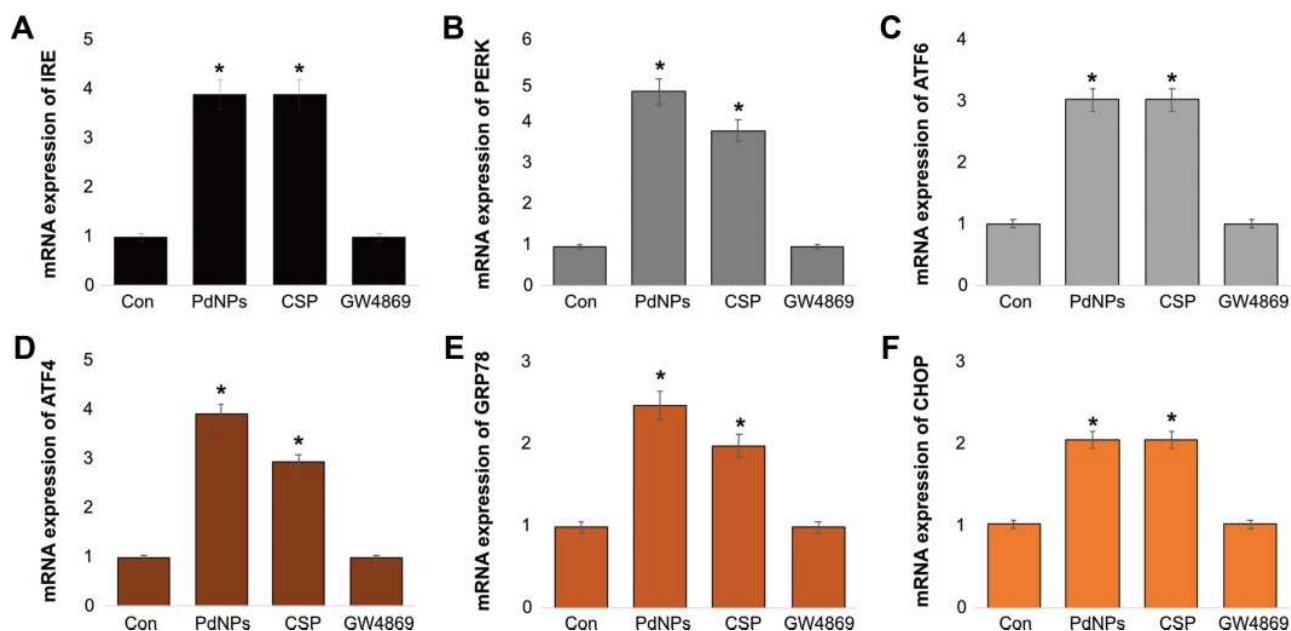 A
mRNA expression of IRE
5
4
3
2
1
0
* *
Con PdNPs CSP GW4869
B
mRNA expression of PERK
6
5
4
3
2
1
0
*
*
Con PdNPs CSP GW4869
C
mRNA expression of ATF6
4
3
2
1
0
* *
Con PdNPs CSP GW4869
D
mRNA expression of ATF4
5
4
3
2
1
0
*
*
Con PdNPs CSP GW4869
E
mRNA expression of GRP78
3
2
1
0
*
*
Con PdNPs CSP GW4869
F
mRNA expression of CHOP
3
2
1
0
* *
Con PdNPs CSP GW4869